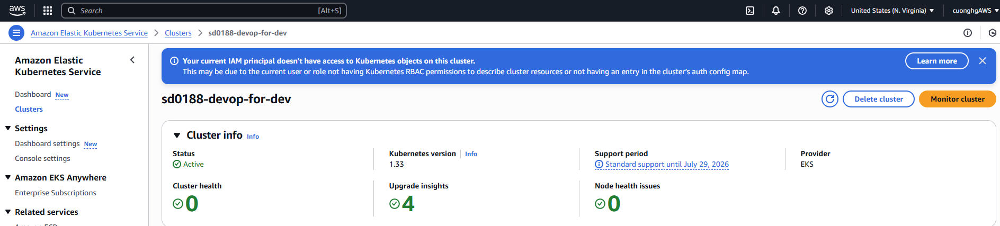 aws
Search [Alt+S]
United States (N. Virginia)
cuonghgAWS
Amazon Elastic Kubernetes Service
Clusters
sd0188-devop-for-dev
Amazon Elastic
Kubernetes Service
Dashboard New
Clusters
Settings
Dashboard settings New
Console settings
Amazon EKS Anywhere
Enterprise Subscriptions
Related services
Your current IAM principal doesn't have access to Kubernetes objects on this cluster.
This may be due to the current user or role not having Kubernetes RBAC permissions to describe cluster resources or not having an entry in the cluster's auth config map.
Learn more
sd0188-devop-for-dev
Delete cluster
Monitor cluster
Cluster info Info
Status
Active
Kubernetes version Info
1.33
Support period
Standard support until July 29, 2026
Provider
EKS
Cluster health
0
Upgrade insights
4
Node health issues
0